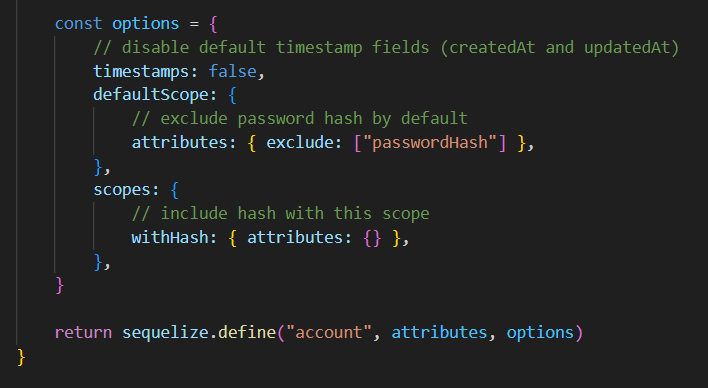 const options = {
// disable default timestamp fields (createdAt and updatedAt)
timestamps: false,
defaultScope: {
// exclude password hash by default
attributes: { exclude: ["passwordHash"] },
},
scopes: {
// include hash with this scope
withHash: { attributes: {} },
},
}
return sequelize.define("account", attributes, options)
}